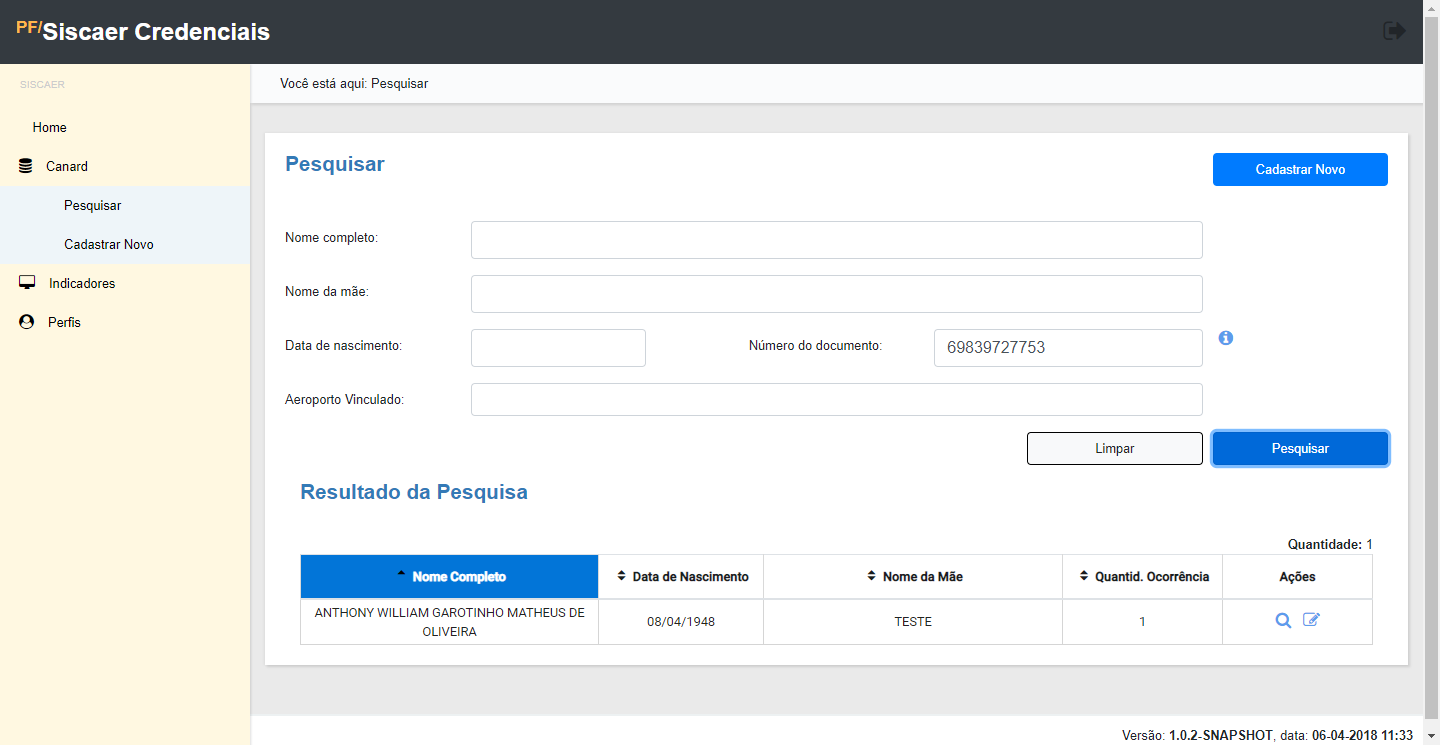 PF/Siscaer Credenciais
SISCAER
Você está aqui: Pesquisar
Home
Canard
Pesquisar
Cadastrar Novo
Indicadores
Perfis
Pesquisar
Cadastrar Novo
Nome completo:
Nome da mãe:
Data de nascimento:
Número do documento: 69839727753
Aeroporto Vinculado:
Limpar Pesquisar
Resultado da Pesquisa
Quantidade: 1
Nome Completo Data de Nascimento Nome da Mãe Quantid. Ocorrência Ações
ANTHONY WILLIAM GAROTINHO MATHEUS DE
OLIVEIRA
08/04/1948 TESTE 1
Versão: 1.0.2-SNAPSHOT, data: 06-04-2018 11:33